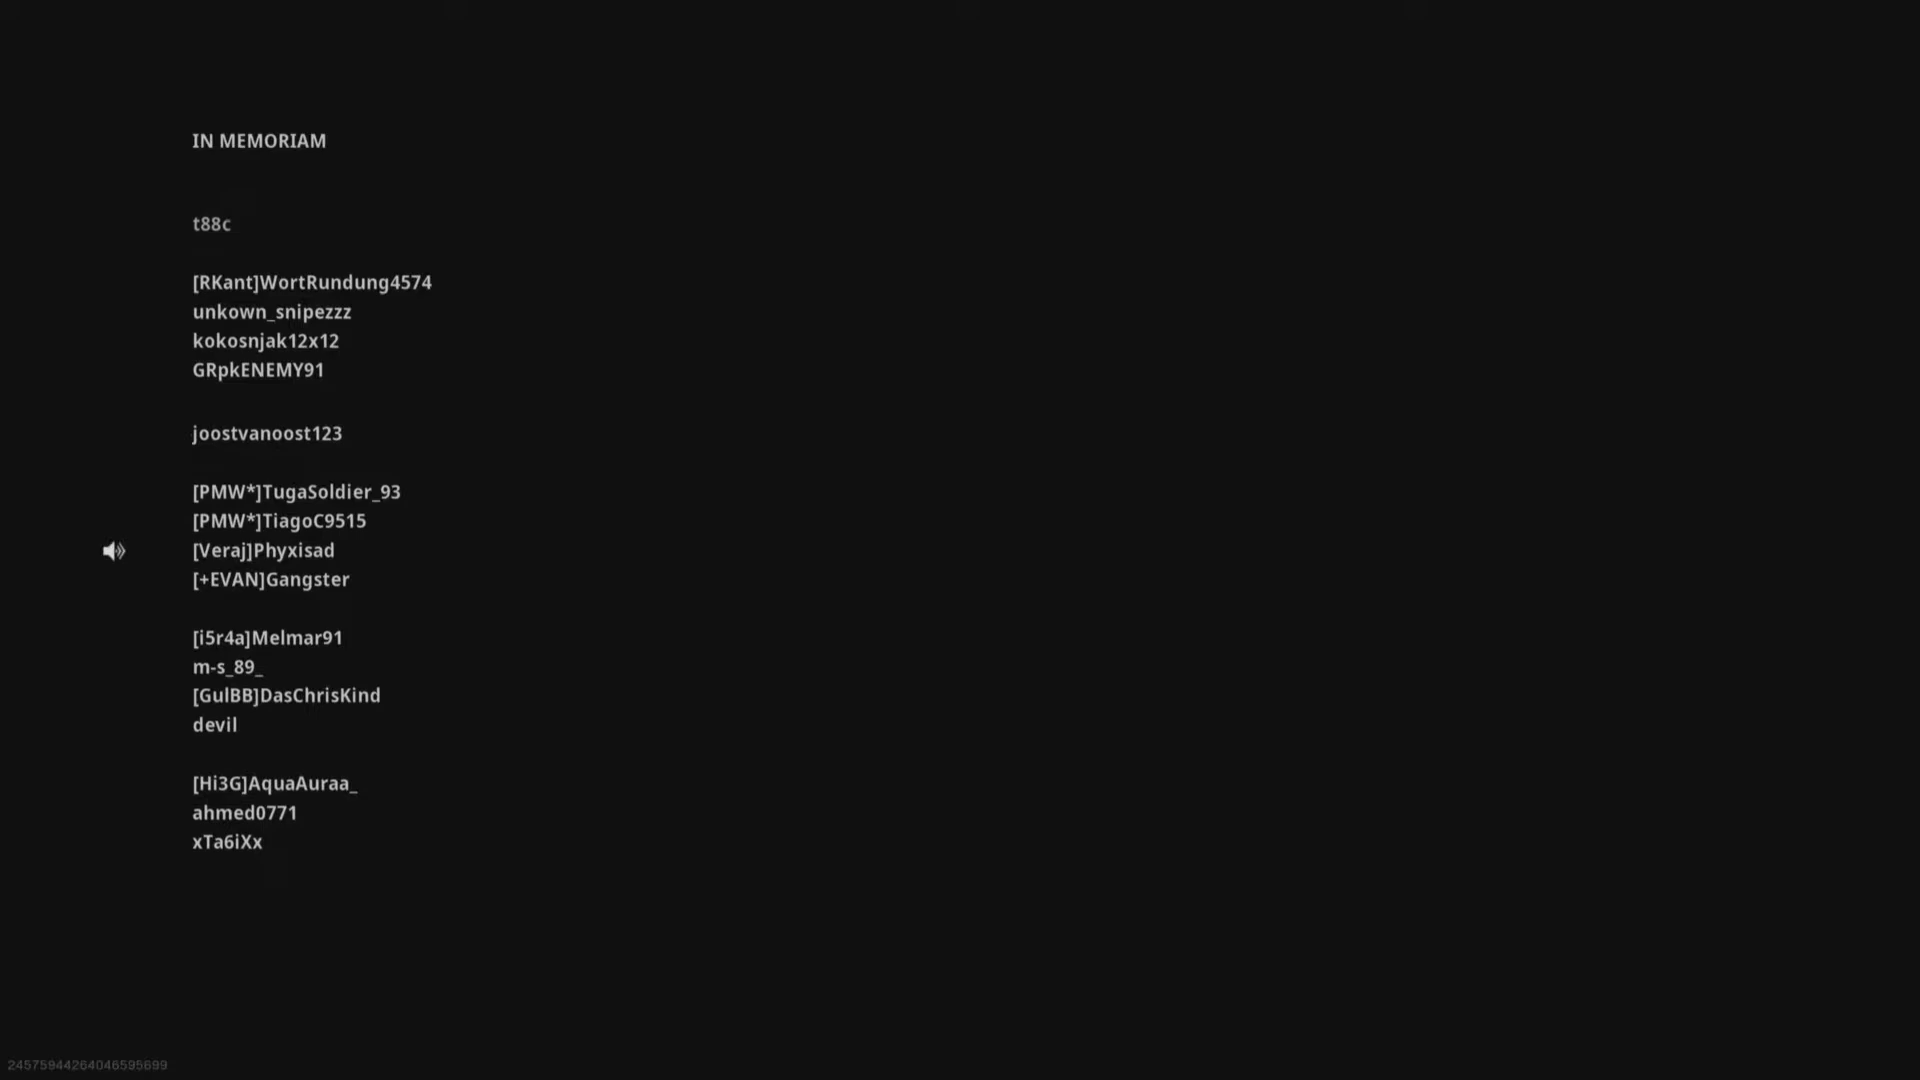 IN MEMORIAM
t88c
[RKant]WortRundung4574
unkown_snipezzz
kokosnjak12x12
GRpkENEMY91
joostvanoost123
[PMW*]TugaSoldier_93
[PMW*]TiagoC9515
[Veraj]Phyxisad
[+EVAN]Gangster
[i5r4a]Melmar91
m-s_89_
[GulBB]DasChrisKind
devil
[Hi3G]AquaAuraa_
ahmed0771
xTa6iXx
24575944264046595699